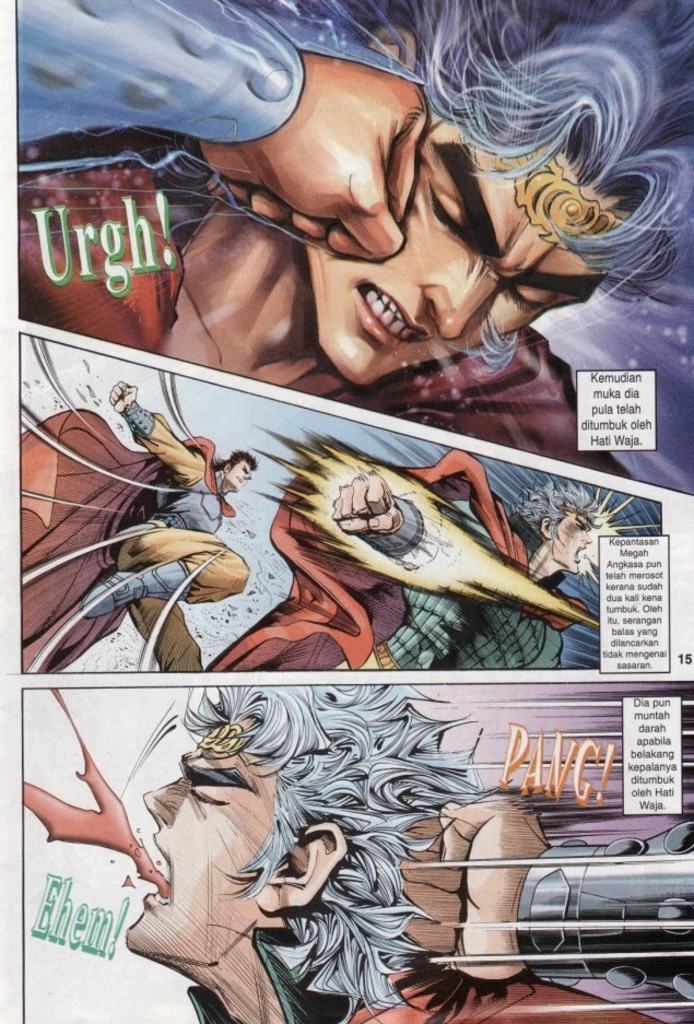 Urgh!
Kemudian
muka dia
pula telah
ditumbuk oleh
Hati Waja.
Kepantasan
Megah
Angkasa pun
telah merosot
kerana sudah
dua kali kena
tumbuk. Oleh
itu, serangan
balas yang
dilancarkan
tidak mengenai
sasaran.
15
Dia pun
muntah
darah
apabila
belakang
kepalanya
ditumbuk
oleh Hati
Waja.
PANG!
Ehem!